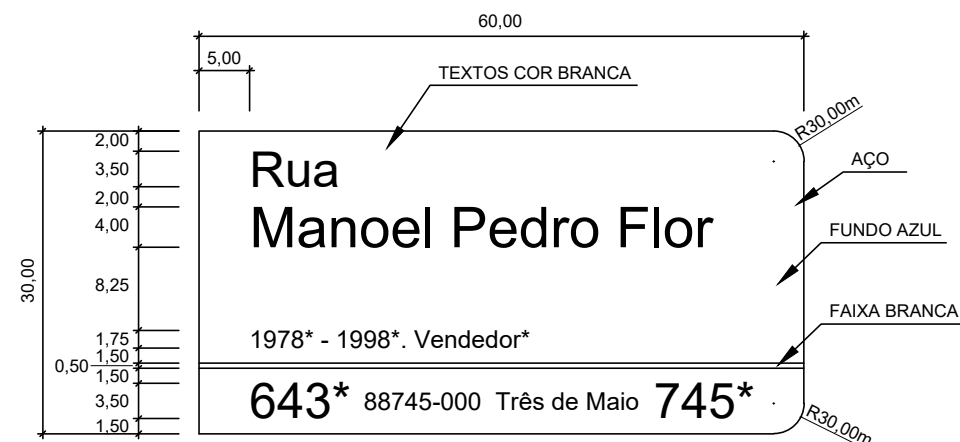 60,00
5,00
TEXTOS COR BRANCA
R30,00m
2,00
3,50
2,00
4,00
8,25
1,75
1,50
0,50
1,50
3,50
1,50
30,00
Rua
Manoel Pedro Flor
1978* - 1998*. Vendedor*
643* 88745-000 Três de Maio 745*
AÇO
FUNDO AZUL
FAIXA BRANCA
R30,00m